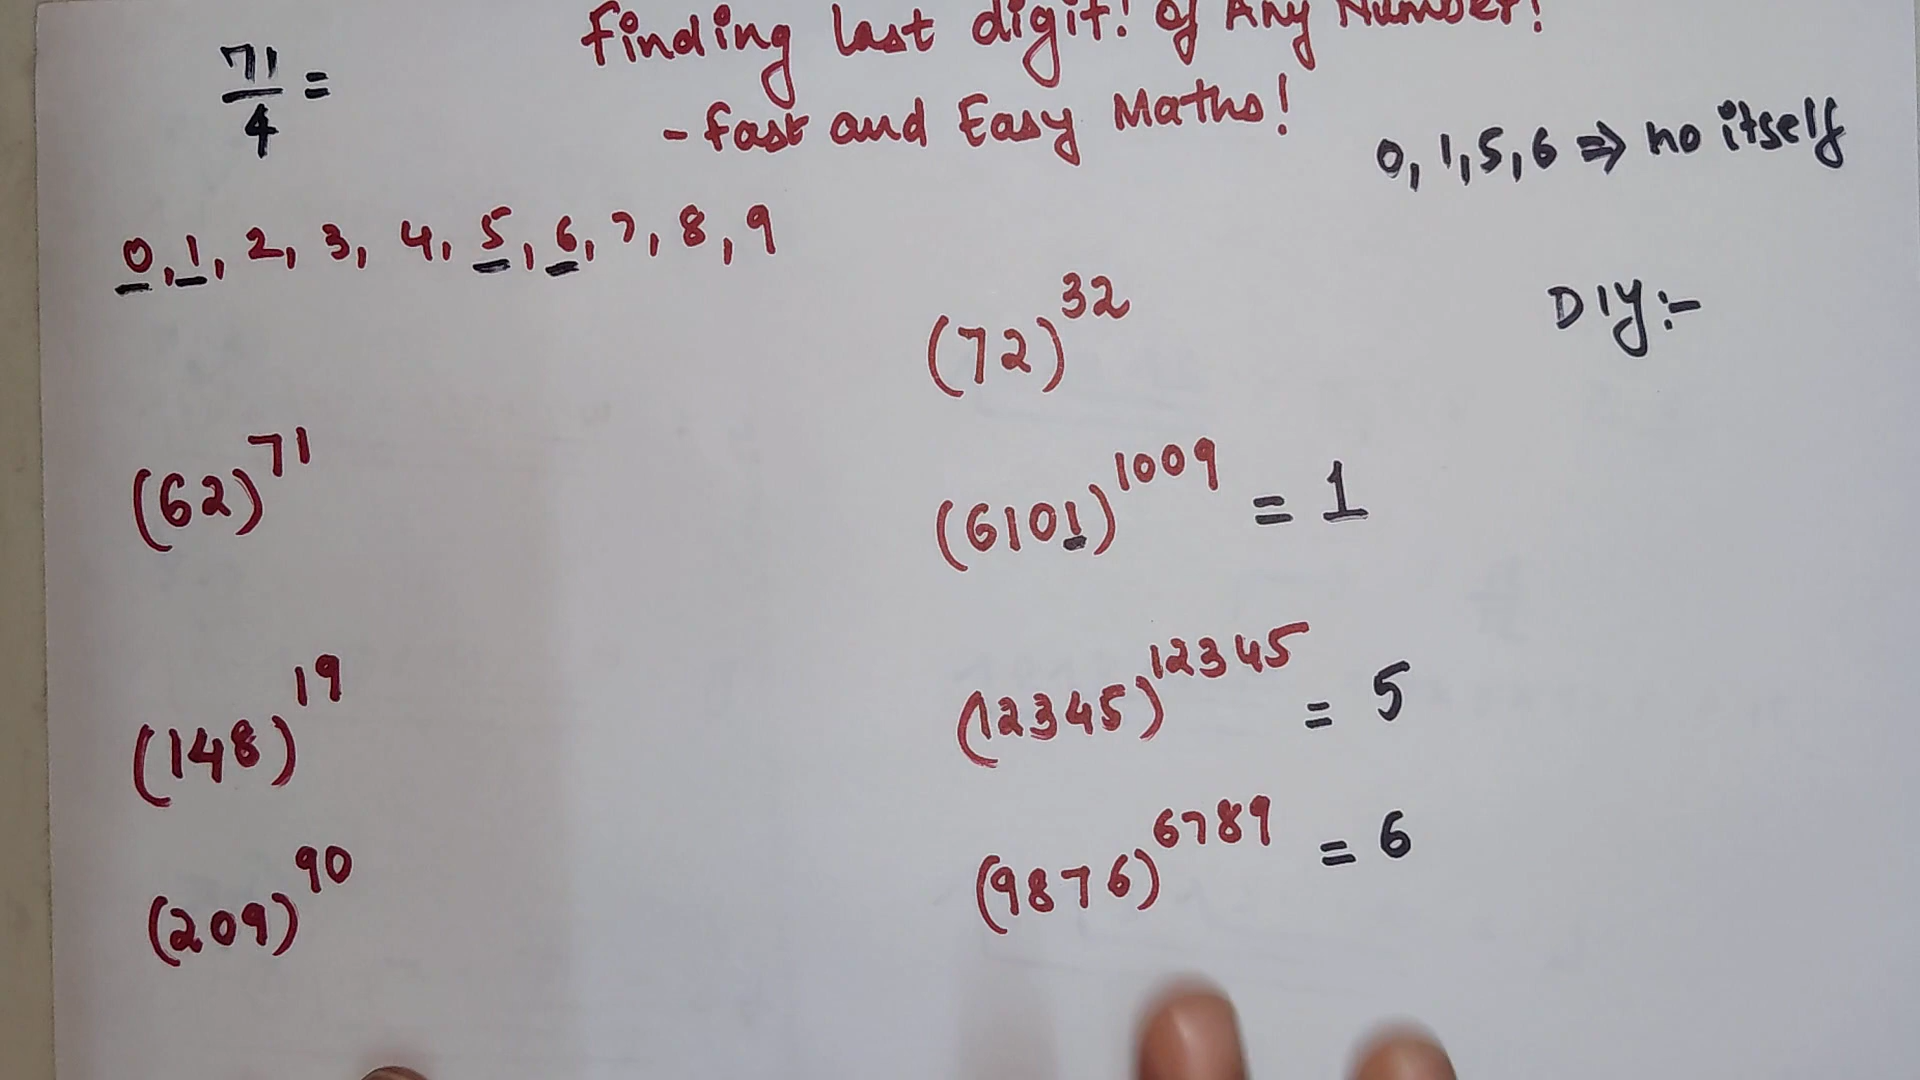 finding last digit! of Any Number!
- fast and Easy Maths!
71/4 =
0, 1, 5, 6 ⇒ no itself
0, 1, 2, 3, 4, 5, 6, 7, 8, 9
DIY:-
(72)^32
(62)^71
(6101)^1009 = 1
(148)^19
(12345)^12345 = 5
(209)^90
(9876)^6789 = 6